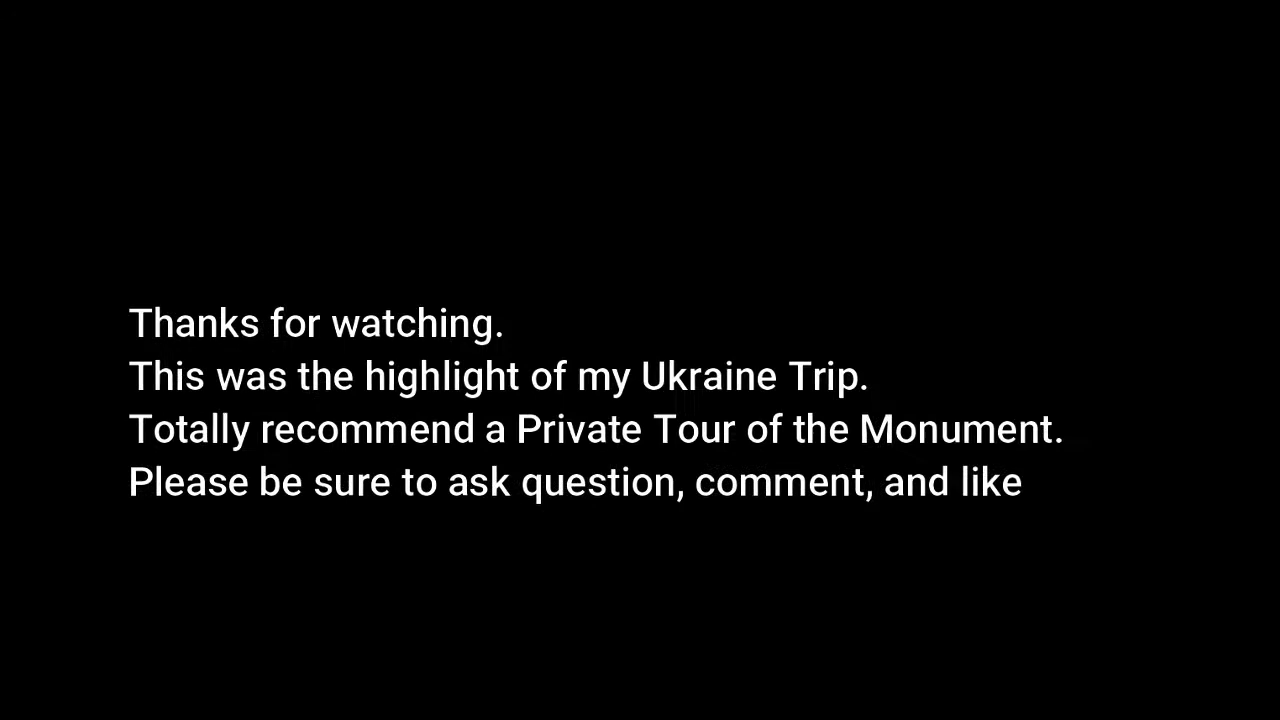 Thanks for watching.
This was the highlight of my Ukraine Trip.
Totally recommend a Private Tour of the Monument.
Please be sure to ask question, comment, and like